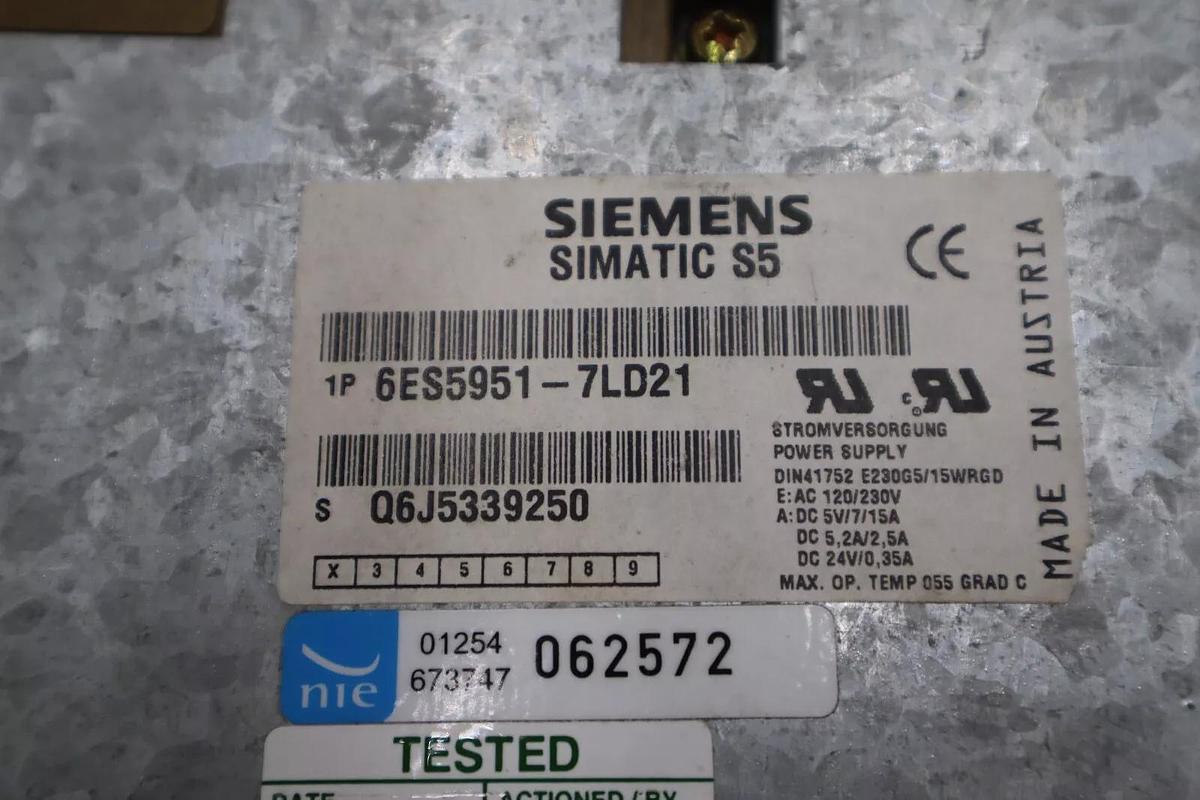 SIEMENS
SIMATIC S5
CE
MADE IN AUSTRIA
1P 6ES5951-7LD21
S Q6J5339250
X 3 4 5 6 7 8 9
STROMVERSORGUNG
POWER SUPPLY
DIN41752 E230G5/15WRGD
E: AC 120/230V
A: DC 5V/7/15A
DC 5,2A/2,5A
DC 24V/0,35A
MAX. OP. TEMP 055 GRAD C
nie
01254
673747
062572
TESTED
DATE
ACTIONED / BY